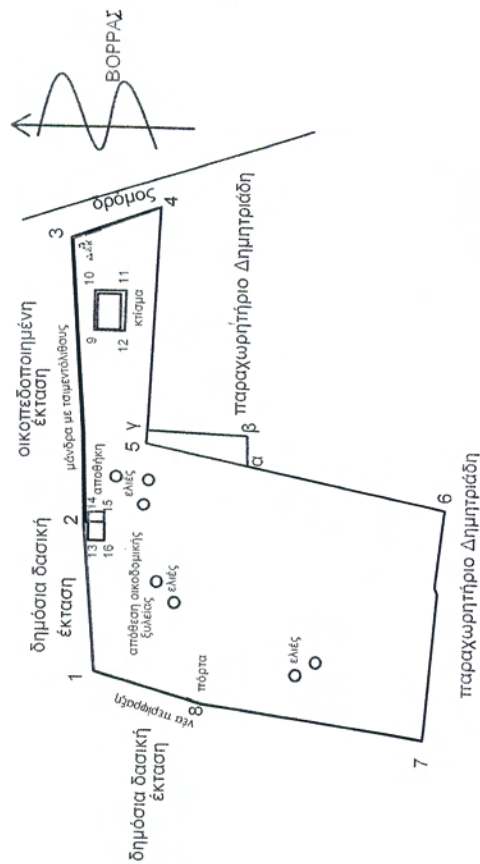 ΒΟΡΡΑΣ
δρόμος
3
4
Δεκ
10
11
9
12
κτίσμα
οικοπεδοποιημένη
έκταση
μάνδρα με τσιμεντόλιθους
παραχωρητήριο Δημητριάδη
5
γ
β
α
2
14
αποθήκη
15
13
16
ελιές
δημόσια δασική
έκταση
απόθεση οικοδομικής
ξυλείας
ελιές
6
παραχωρητήριο Δημητριάδη
1
νέα περίφραξη
8
πόρτα
ελιές
7
δημόσια δασική
έκταση